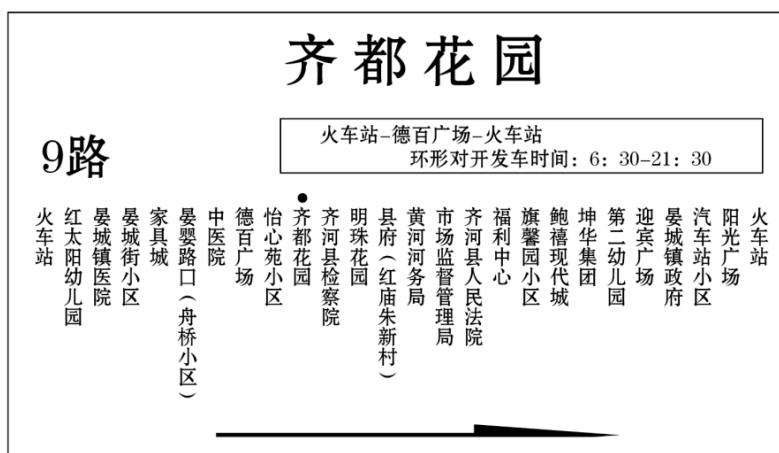 齐都花园
9路
火车站-德百广场-火车站
环形对开发车时间：6：30-21：30
火车站
红太阳幼儿园
晏城镇医院
晏城街小区
家具城
晏婴路口（舟桥小区）
中医院
德百广场
怡心苑小区
齐都花园
齐河县检察院
明珠花园
县府（红庙朱新村）
黄河河务局
市场监督管理局
齐河县人民法院
福利中心
旗馨园小区
鲍禧现代城
坤华集团
第二幼儿园
迎宾广场
晏城镇政府
汽车站小区
阳光广场
火车站